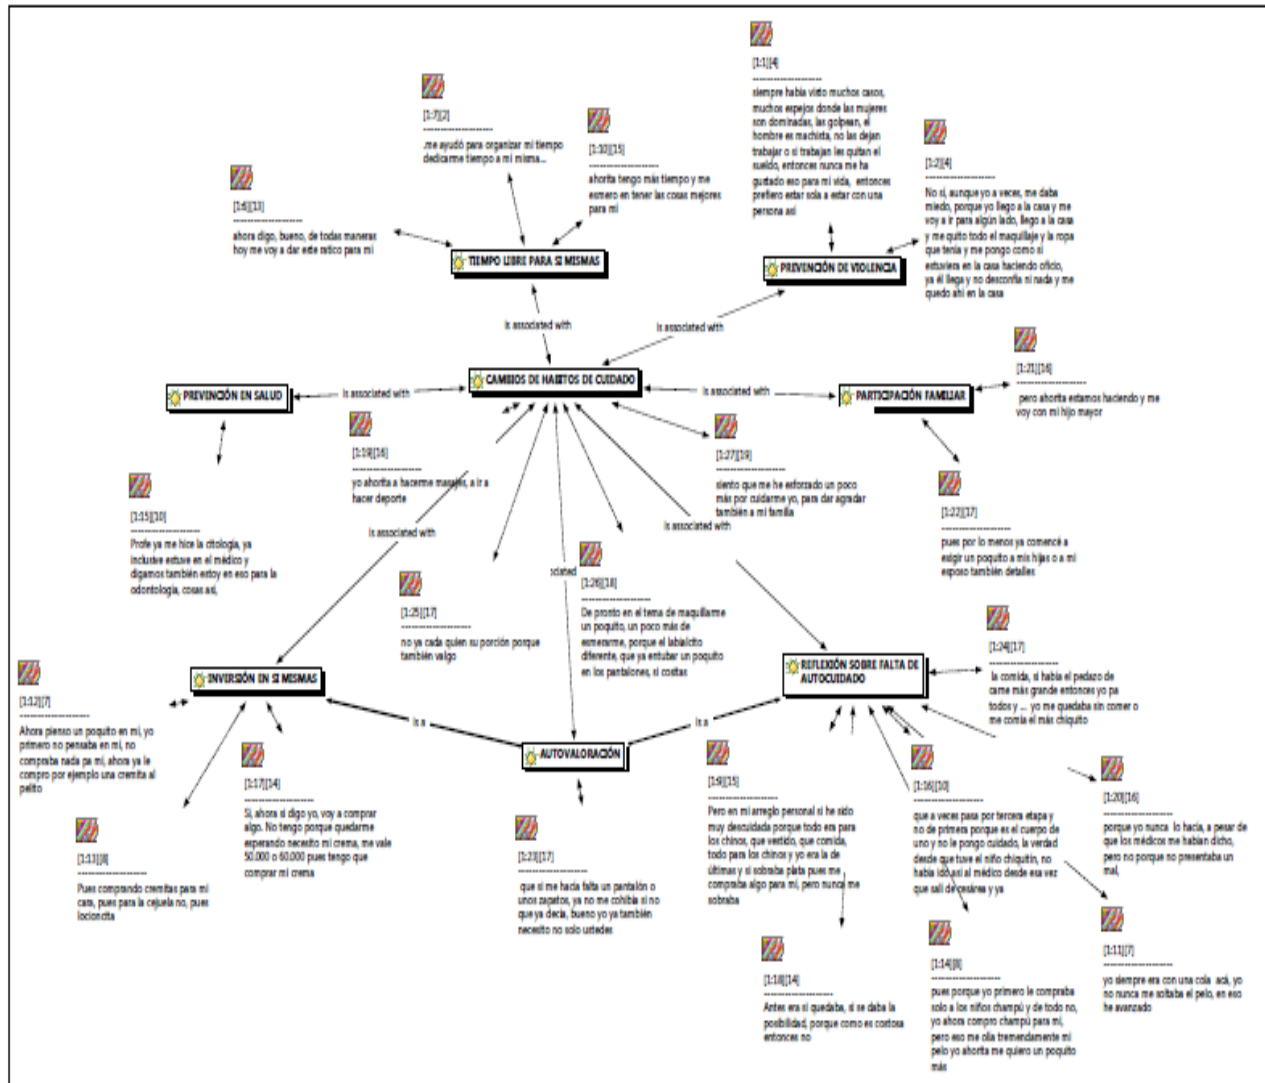 [1:1][4]
----------------------
siempre había visto muchos casos,
muchos espejos donde las mujeres
son dominadas, las golpean, el
hombre es machista, no las dejan
trabajar o si trabajan les quitan el
sueldo, entonces nunca me ha
gustado eso para mi vida, entonces
prefiero estar sola a estar con una
persona así
[1:7][2]
----------------------
.me ayudó para organizar mi tiempo
dedicarme tiempo a mi misma...
[1:10][15]
----------------------
ahorita tengo más tiempo y me
esmero en tener las cosas mejores
para mi
[1:2][4]
----------------------
No si, aunque yo a veces, me daba
miedo, porque yo llego a la casa y me
voy a ir para algún lado, llego a la casa
y me quito todo el maquillaje y la ropa
que tenía y me pongo como si
estuviera en la casa haciendo oficio,
ya él llega y no desconfía ni nada y me
quedo ahí en la casa
[1:6][13]
----------------------
ahora digo, bueno, de todas maneras
hoy me voy a dar este ratico para mi
TIEMPO LIBRE PARA SI MISMAS
PREVENCIÓN DE VIOLENCIA
is associated with
is associated with
CAMBIOS DE HABITOS DE CUIDADO
PREVENCIÓN EN SALUD
is associated with
is associated with
PARTICIPACIÓN FAMILIAR
[1:21][16]
----------------------
pero ahorita estamos haciendo y me
voy con mi hijo mayor
[1:19][16]
----------------------
yo ahorita a hacerme masajes, a ir a
hacer deporte
[1:27][19]
----------------------
siento que me he esforzado un poco
más por cuidarme yo, para dar agradar
también a mi familia
[1:15][10]
----------------------
Profe ya me hice la citología, ya
inclusive estuve en el médico y
digamos también estoy en eso para la
odontología, cosas así,
is associated with
is associated with
[1:22][17]
----------------------
pues por lo menos ya comencé a
exigir un poquito a mis hijas o a mi
esposo también detalles
[1:25][17]
----------------------
no ya cada quien su porción porque
también valgo
ociated
[1:26][18]
----------------------
De pronto en el tema de maquillarme
un poquito, un poco más de
esmerarme, porque el labialcito
diferente, que ya entubar un poquito
en los pantalones, si cositas
[1:24][17]
----------------------
la comida, si había el pedazo de
carne más grande entonces yo pa
todos y ... yo me quedaba sin comer o
me comía el más chiquito
INVERSIÓN EN SI MISMAS
REFLEXIÓN SOBRE FALTA DE
AUTOCUIDADO
is a
is a
AUTOVALORACIÓN
[1:12][7]
----------------------
Ahora pienso un poquito en mi, yo
primero no pensaba en mi, no
compraba nada pa mi, ahora ya le
compro por ejemplo una cremita al
pelito
[1:17][14]
----------------------
Si, ahora si digo yo, voy a comprar
algo. No tengo porque quedarme
esperando necesito mi crema, me vale
50.000 o 60.000 pues tengo que
comprar mi crema
[1:13][8]
----------------------
Pues comprando cremitas para mi
cara, pues para la cejuela no, pues
locioncita
[1:23][17]
----------------------
que si me hacía falta un pantalón o
unos zapatos, ya no me cohibía si no
que ya decía, bueno yo ya también
necesito no solo ustedes
[1:9][15]
----------------------
Pero en mi arreglo personal si he sido
muy descuidada porque todo era para
los chinos, que vestido, que comida,
todo para los chinos y yo era la de
últimas y si sobraba plata pues me
compraba algo para mi, pero nunca me
sobraba
[1:16][10]
----------------------
que a veces pasa por tercera etapa y
no de primera porque es el cuerpo de
uno y no le pongo cuidado, la verdad
desde que tuve el niño chiquitín, no
había ido así al médico desde esa vez
que salí de cesárea y ya
[1:20][16]
----------------------
porque yo nunca lo hacía, a pesar de
que los médicos me habían dicho,
pero no porque no presentaba un
mal,
[1:18][14]
----------------------
Antes era si quedaba, si se daba la
posibilidad, porque como es costosa
entonces no
[1:14][8]
----------------------
pues porque yo primero le compraba
solo a los niños champú y de todo no,
yo ahora compro champú para mi,
pero eso me olía tremendamente mi
pelo yo ahorita me quiero un poquito
más
[1:11][7]
----------------------
yo siempre era con una cola acá, yo
no nunca me soltaba el pelo, en eso
he avanzado